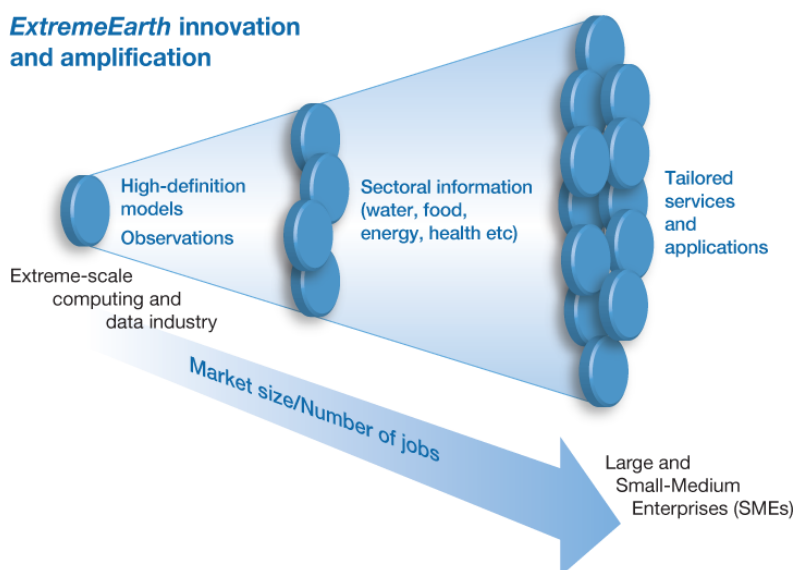 ExtremeEarth innovation
and amplification
High-definition
models
Observations
Sectoral information
(water, food,
energy, health etc)
Tailored
services
and
applications
Extreme-scale
computing and
data industry
Market size/Number of jobs
Large and
Small-Medium
Enterprises (SMEs)